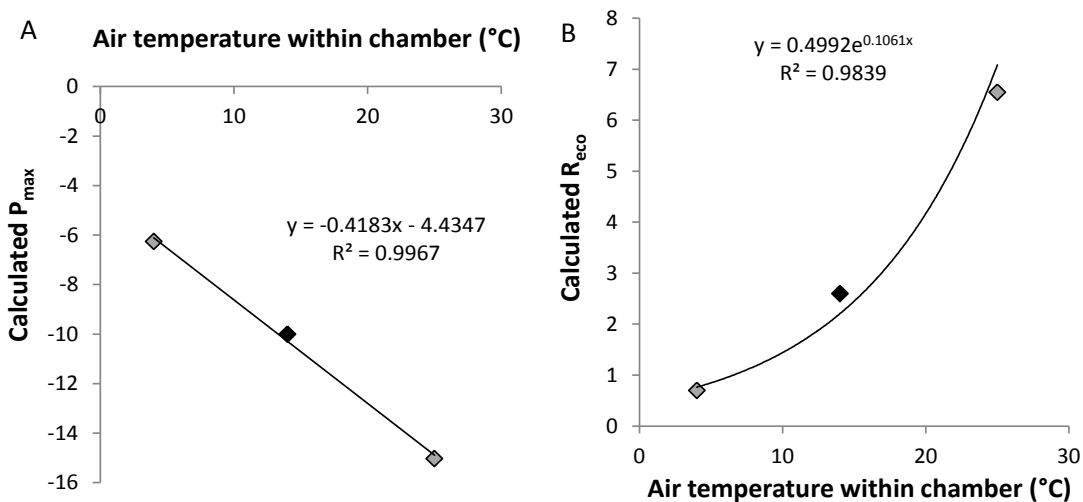 A
Air temperature within chamber (°C)
0
0
10
20
30
-2
-4
-6
-8
-10
-12
-14
-16
Calculated Pmax
y = -0.4183x - 4.4347
R² = 0.9967
B
8
7
6
5
4
3
2
1
0
Calculated Reco
y = 0.4992e^0.1061x
R² = 0.9839
0
10
20
30
Air temperature within chamber (°C)